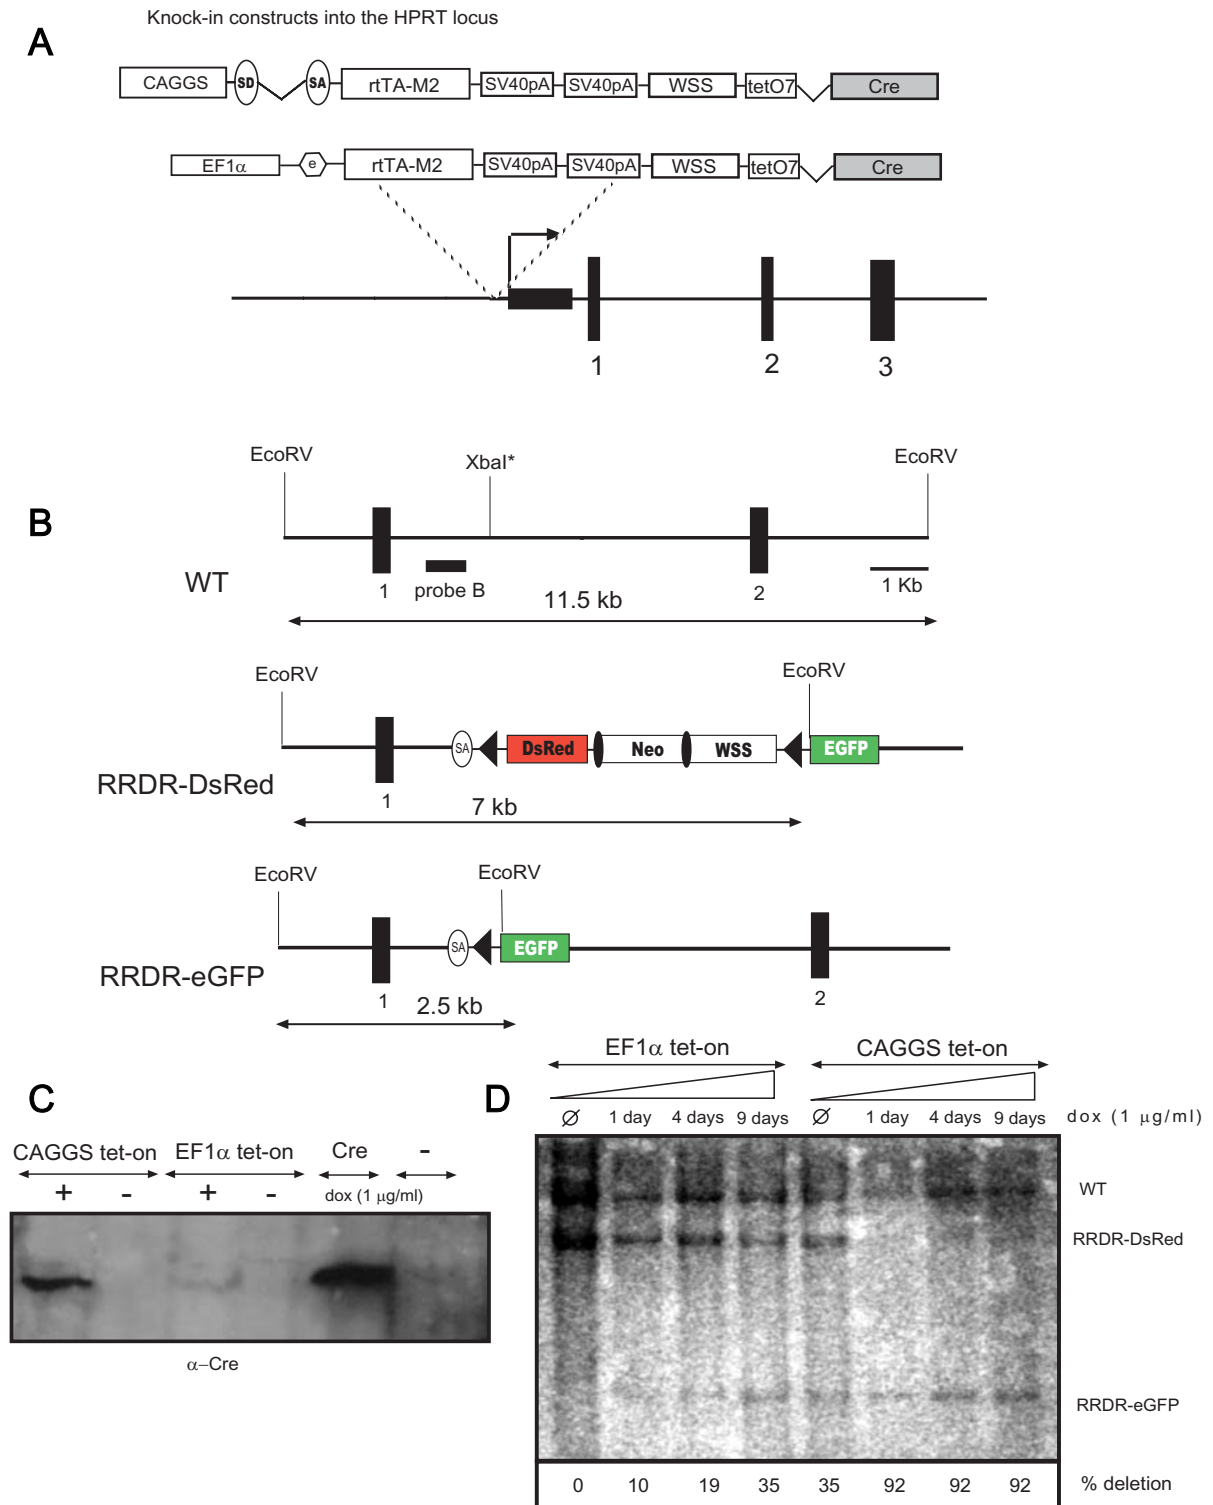 Knock-in constructs into the HPRT locus
A
CAGGS SD SA rtTA-M2 SV40pA SV40pA WSS tetO7 Cre
EF1α e rtTA-M2 SV40pA SV40pA WSS tetO7 Cre
1 2 3
B
EcoRV XbaI* EcoRV
WT
1 probe B 2 1 Kb
11.5 kb
EcoRV EcoRV
SA DsRed Neo WSS EGFP
RRDR-DsRed
1
7 kb
EcoRV EcoRV
SA EGFP
RRDR-eGFP
1 2
2.5 kb
C
CAGGS tet-on EF1α tet-on Cre -
+ - + - dox (1 μg/ml)
α–Cre
D
EF1α tet-on CAGGS tet-on
∅ 1 day 4 days 9 days ∅ 1 day 4 days 9 days dox (1 μg/ml)
WT
RRDR-DsRed
RRDR-eGFP
0 10 19 35 35 92 92 92 % deletion